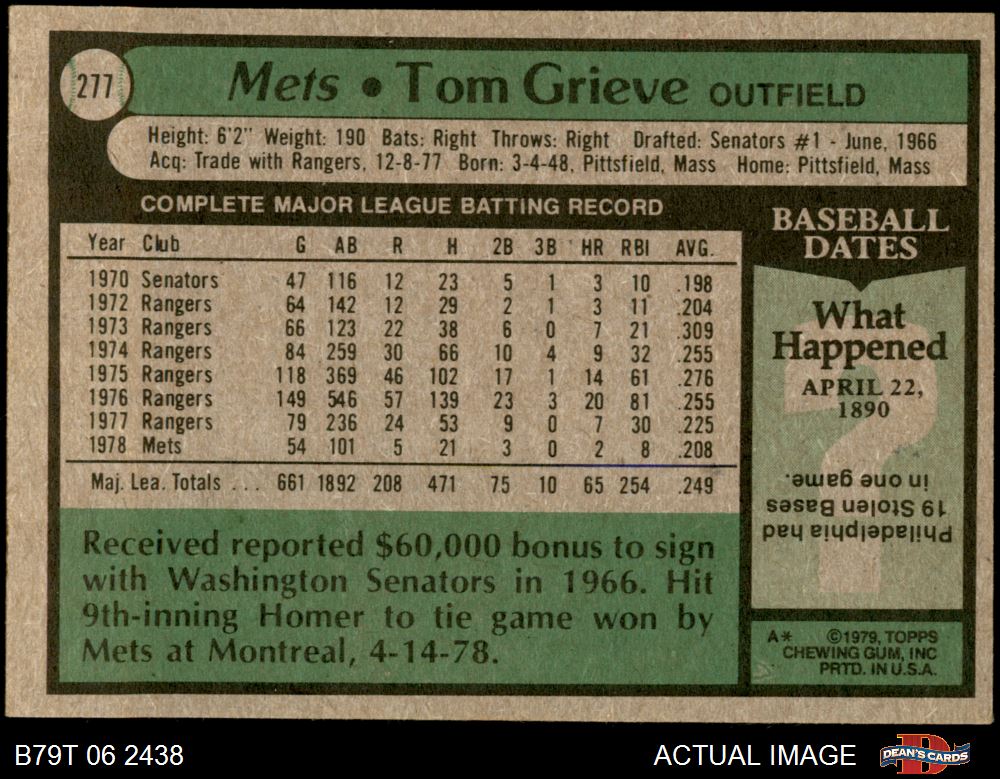 277
Mets • Tom Grieve OUTFIELD
Height: 6'2" Weight: 190 Bats: Right Throws: Right Drafted: Senators #1 - June, 1966
Acq: Trade with Rangers, 12-8-77 Born: 3-4-48, Pittsfield, Mass Home: Pittsfield, Mass
COMPLETE MAJOR LEAGUE BATTING RECORD
Year Club G AB R H 2B 3B HR RBI AVG.
1970 Senators 47 116 12 23 5 1 3 10 .198
1972 Rangers 64 142 12 29 2 1 3 11 .204
1973 Rangers 66 123 22 38 6 0 7 21 .309
1974 Rangers 84 259 30 66 10 4 9 32 .255
1975 Rangers 118 369 46 102 17 1 14 61 .276
1976 Rangers 149 546 57 139 23 3 20 81 .255
1977 Rangers 79 236 24 53 9 0 7 30 .225
1978 Mets 54 101 5 21 3 0 2 8 .208
Maj. Lea. Totals ... 661 1892 208 471 75 10 65 254 .249
Received reported $60,000 bonus to sign
with Washington Senators in 1966. Hit
9th-inning Homer to tie game won by
Mets at Montreal, 4-14-78.
BASEBALL
DATES
What
Happened
APRIL 22,
1890
?
Philadelphia had
19 Stolen Bases
in one game.
A* ©1979, TOPPS
CHEWING GUM, INC
PRTD. IN U.S.A.
B79T 06 2438
ACTUAL IMAGE
D
DEAN'S CARDS